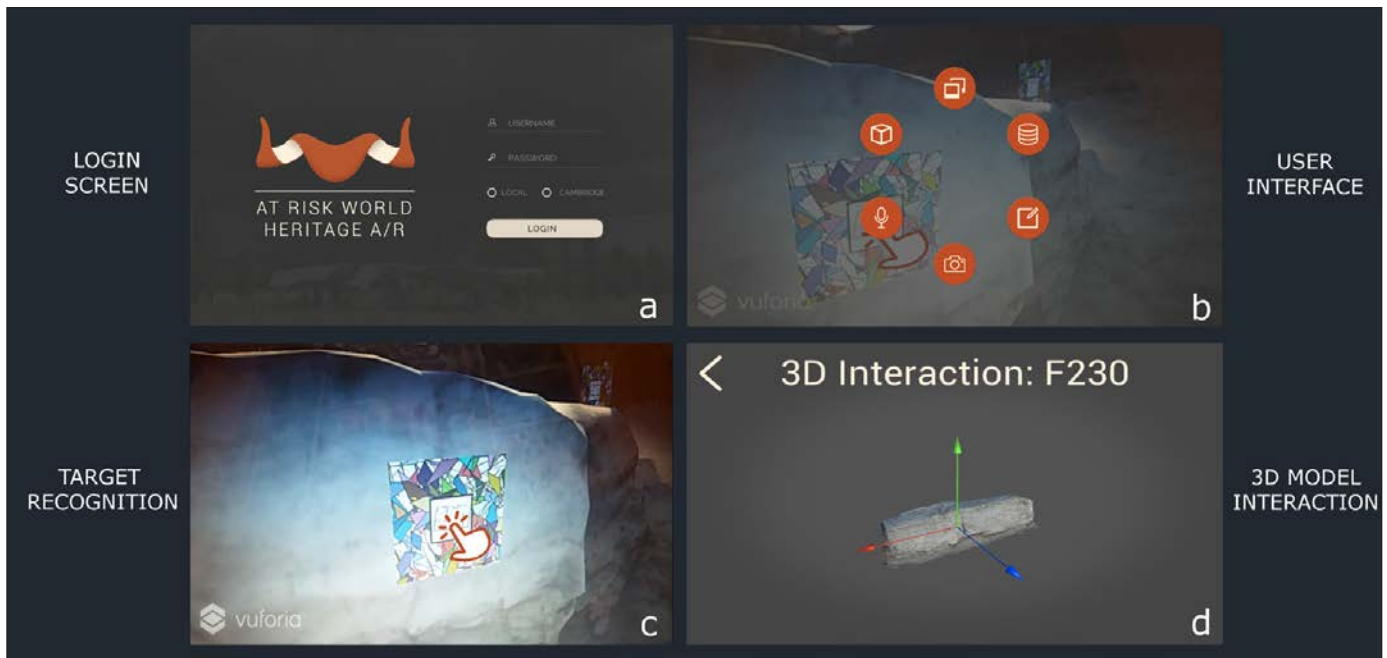 LOGIN
SCREEN
AT RISK WORLD
HERITAGE A/R
USERNAME
PASSWORD
LOCAL CAMBRIDGE
LOGIN
a
vuforia
b
USER
INTERFACE
TARGET
RECOGNITION
vuforia
c
3D Interaction: F230
d
3D MODEL
INTERACTION